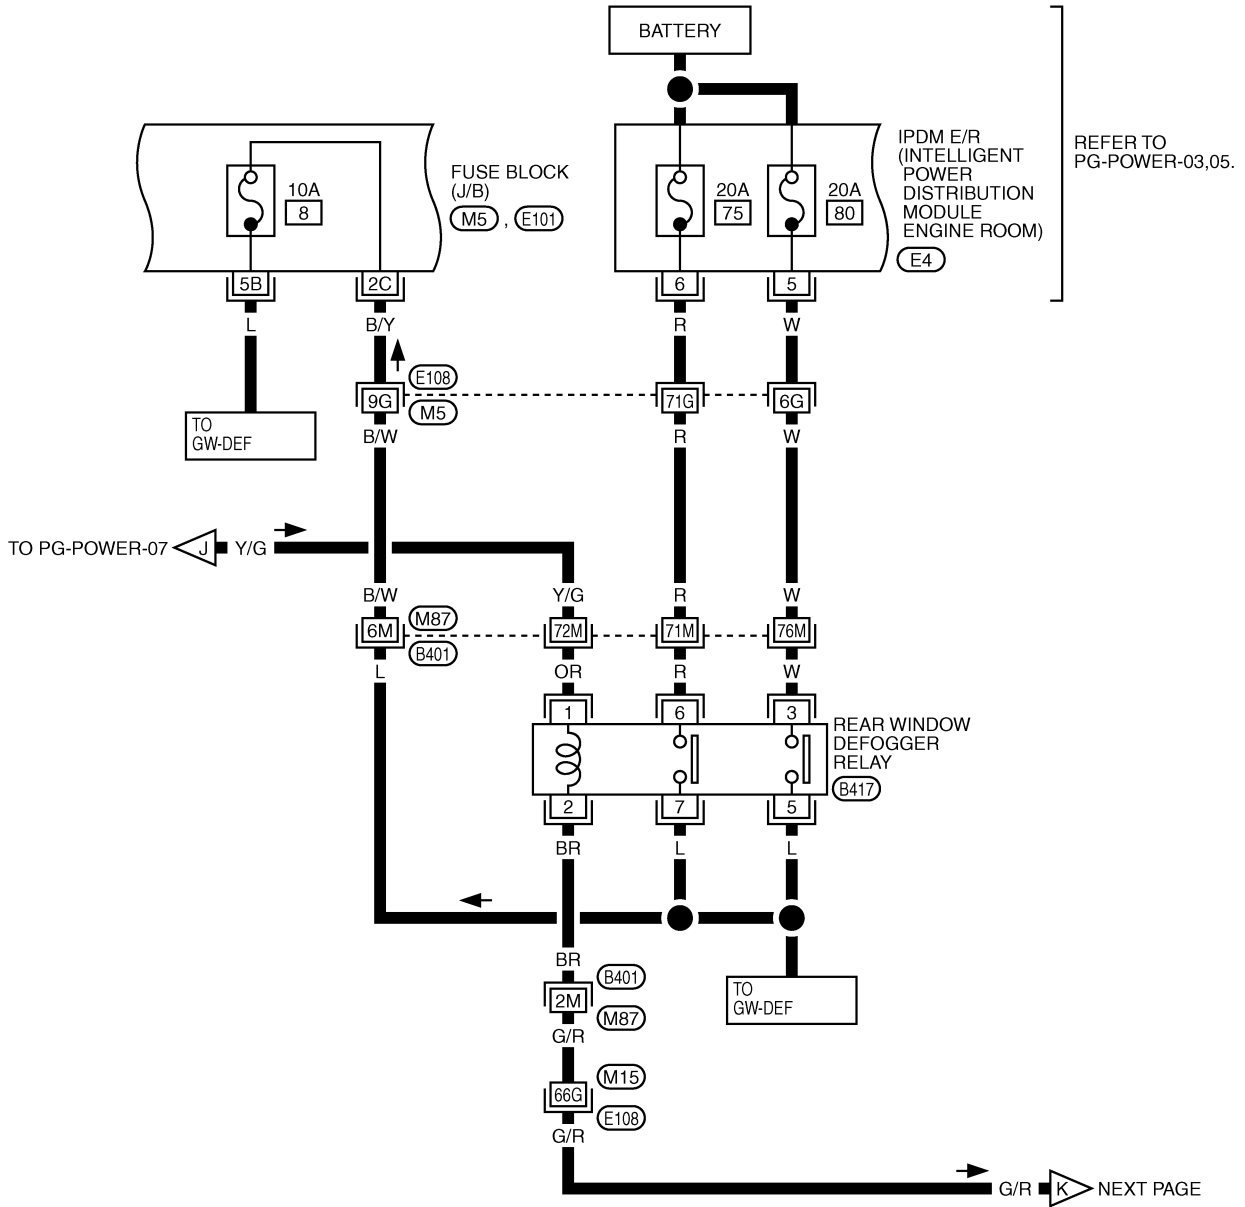 BATTERY
REFER TO
PG-POWER-03,05.
IPDM E/R
(INTELLIGENT
POWER
DISTRIBUTION
MODULE
ENGINE ROOM)
E4
FUSE BLOCK
(J/B)
M5 , E101
10A
8
20A
75
20A
80
5B
2C
6
5
L
B/Y
R
W
E108
9G
71G
6G
M5
TO
GW-DEF
B/W
R
W
TO PG-POWER-07
J
Y/G
B/W
Y/G
R
W
M87
6M
72M
71M
76M
B401
L
OR
R
W
1
6
3
REAR WINDOW
DEFOGGER
RELAY
B417
2
7
5
BR
L
L
BR
B401
2M
M87
TO
GW-DEF
G/R
M15
66G
E108
G/R
G/R
K
NEXT PAGE